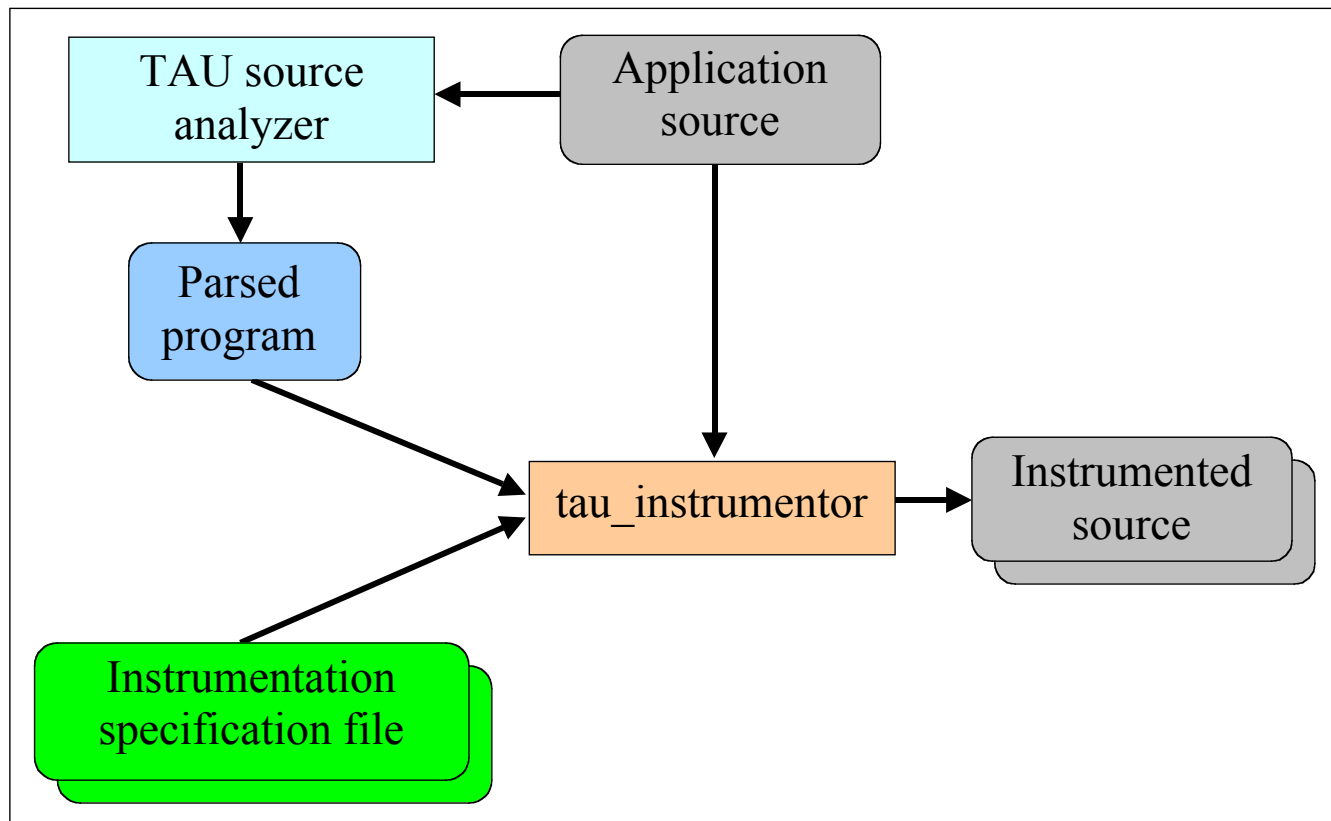 TAU source
analyzer
Application
source
Parsed
program
tau_instrumentor
Instrumented
source
Instrumentation
specification file